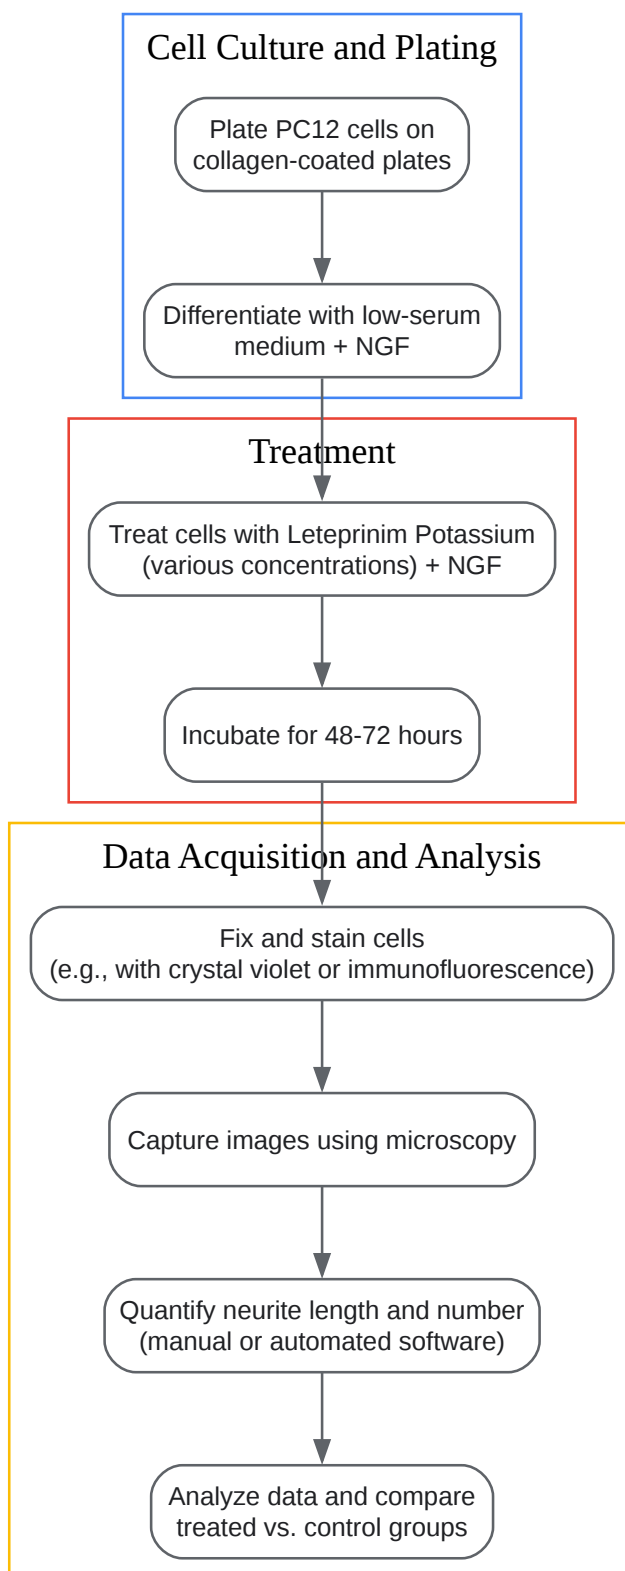 Cell Culture and Plating
Plate PC12 cells on
collagen-coated plates
Differentiate with low-serum
medium + NGF
Treatment
Treat cells with Leteprinim Potassium
(various concentrations) + NGF
Incubate for 48-72 hours
Data Acquisition and Analysis
Fix and stain cells
(e.g., with crystal violet or immunofluorescence)
Capture images using microscopy
Quantify neurite length and number
(manual or automated software)
Analyze data and compare
treated vs. control groups